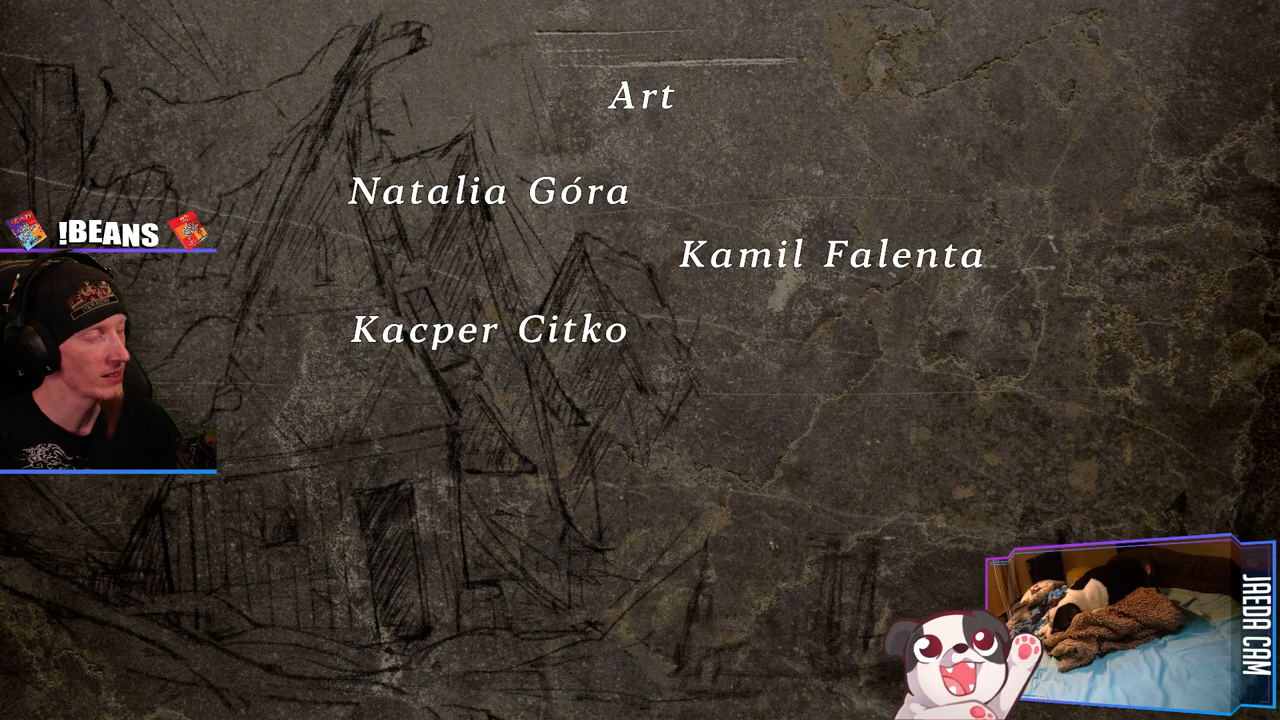 Art
Natalia Góra
Kamil Falenta
Kacper Citko
!BEANS
JAEDA CAM